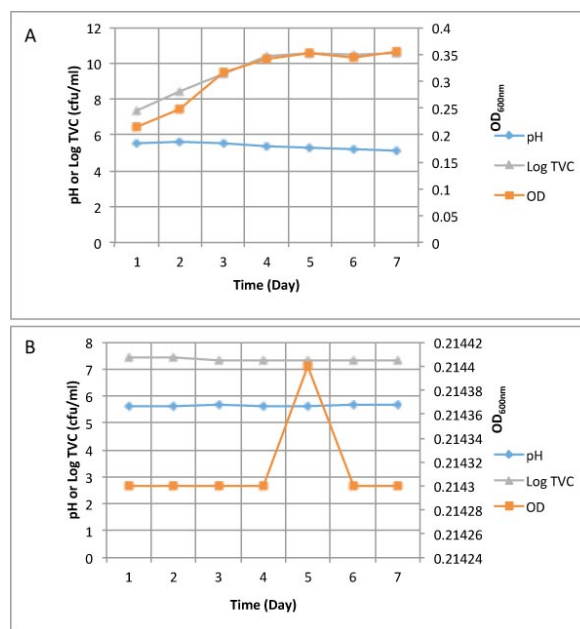 A
12
10
8
6
4
2
0
pH or Log TVC (cfu/ml)
0.4
0.35
0.3
0.25
0.2
0.15
0.1
0.05
0
OD600nm
1 2 3 4 5 6 7
Time (Day)
pH
Log TVC
OD
B
8
7
6
5
4
3
2
1
0
pH or Log TVC (cfu/ml)
0.21442
0.2144
0.21438
0.21436
0.21434
0.21432
0.2143
0.21428
0.21426
0.21424
OD600nm
1 2 3 4 5 6 7
Time (Day)
pH
Log TVC
OD